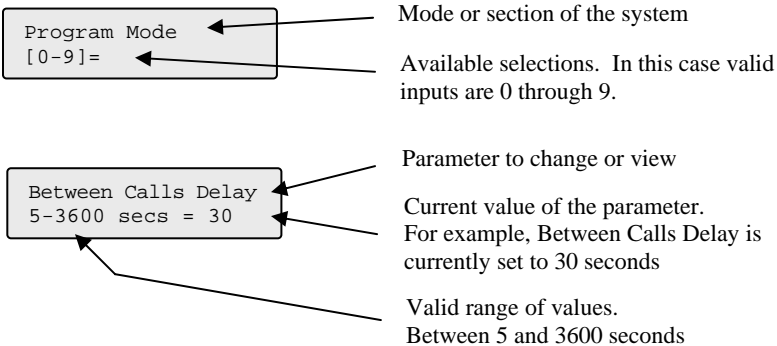 Program Mode
[0-9]=
Mode or section of the system
Available selections.  In this case valid
inputs are 0 through 9.
Between Calls Delay
5-3600 secs = 30
Parameter to change or view
Current value of the parameter.
For example, Between Calls Delay is
currently set to 30 seconds
Valid range of values.
Between 5 and 3600 seconds